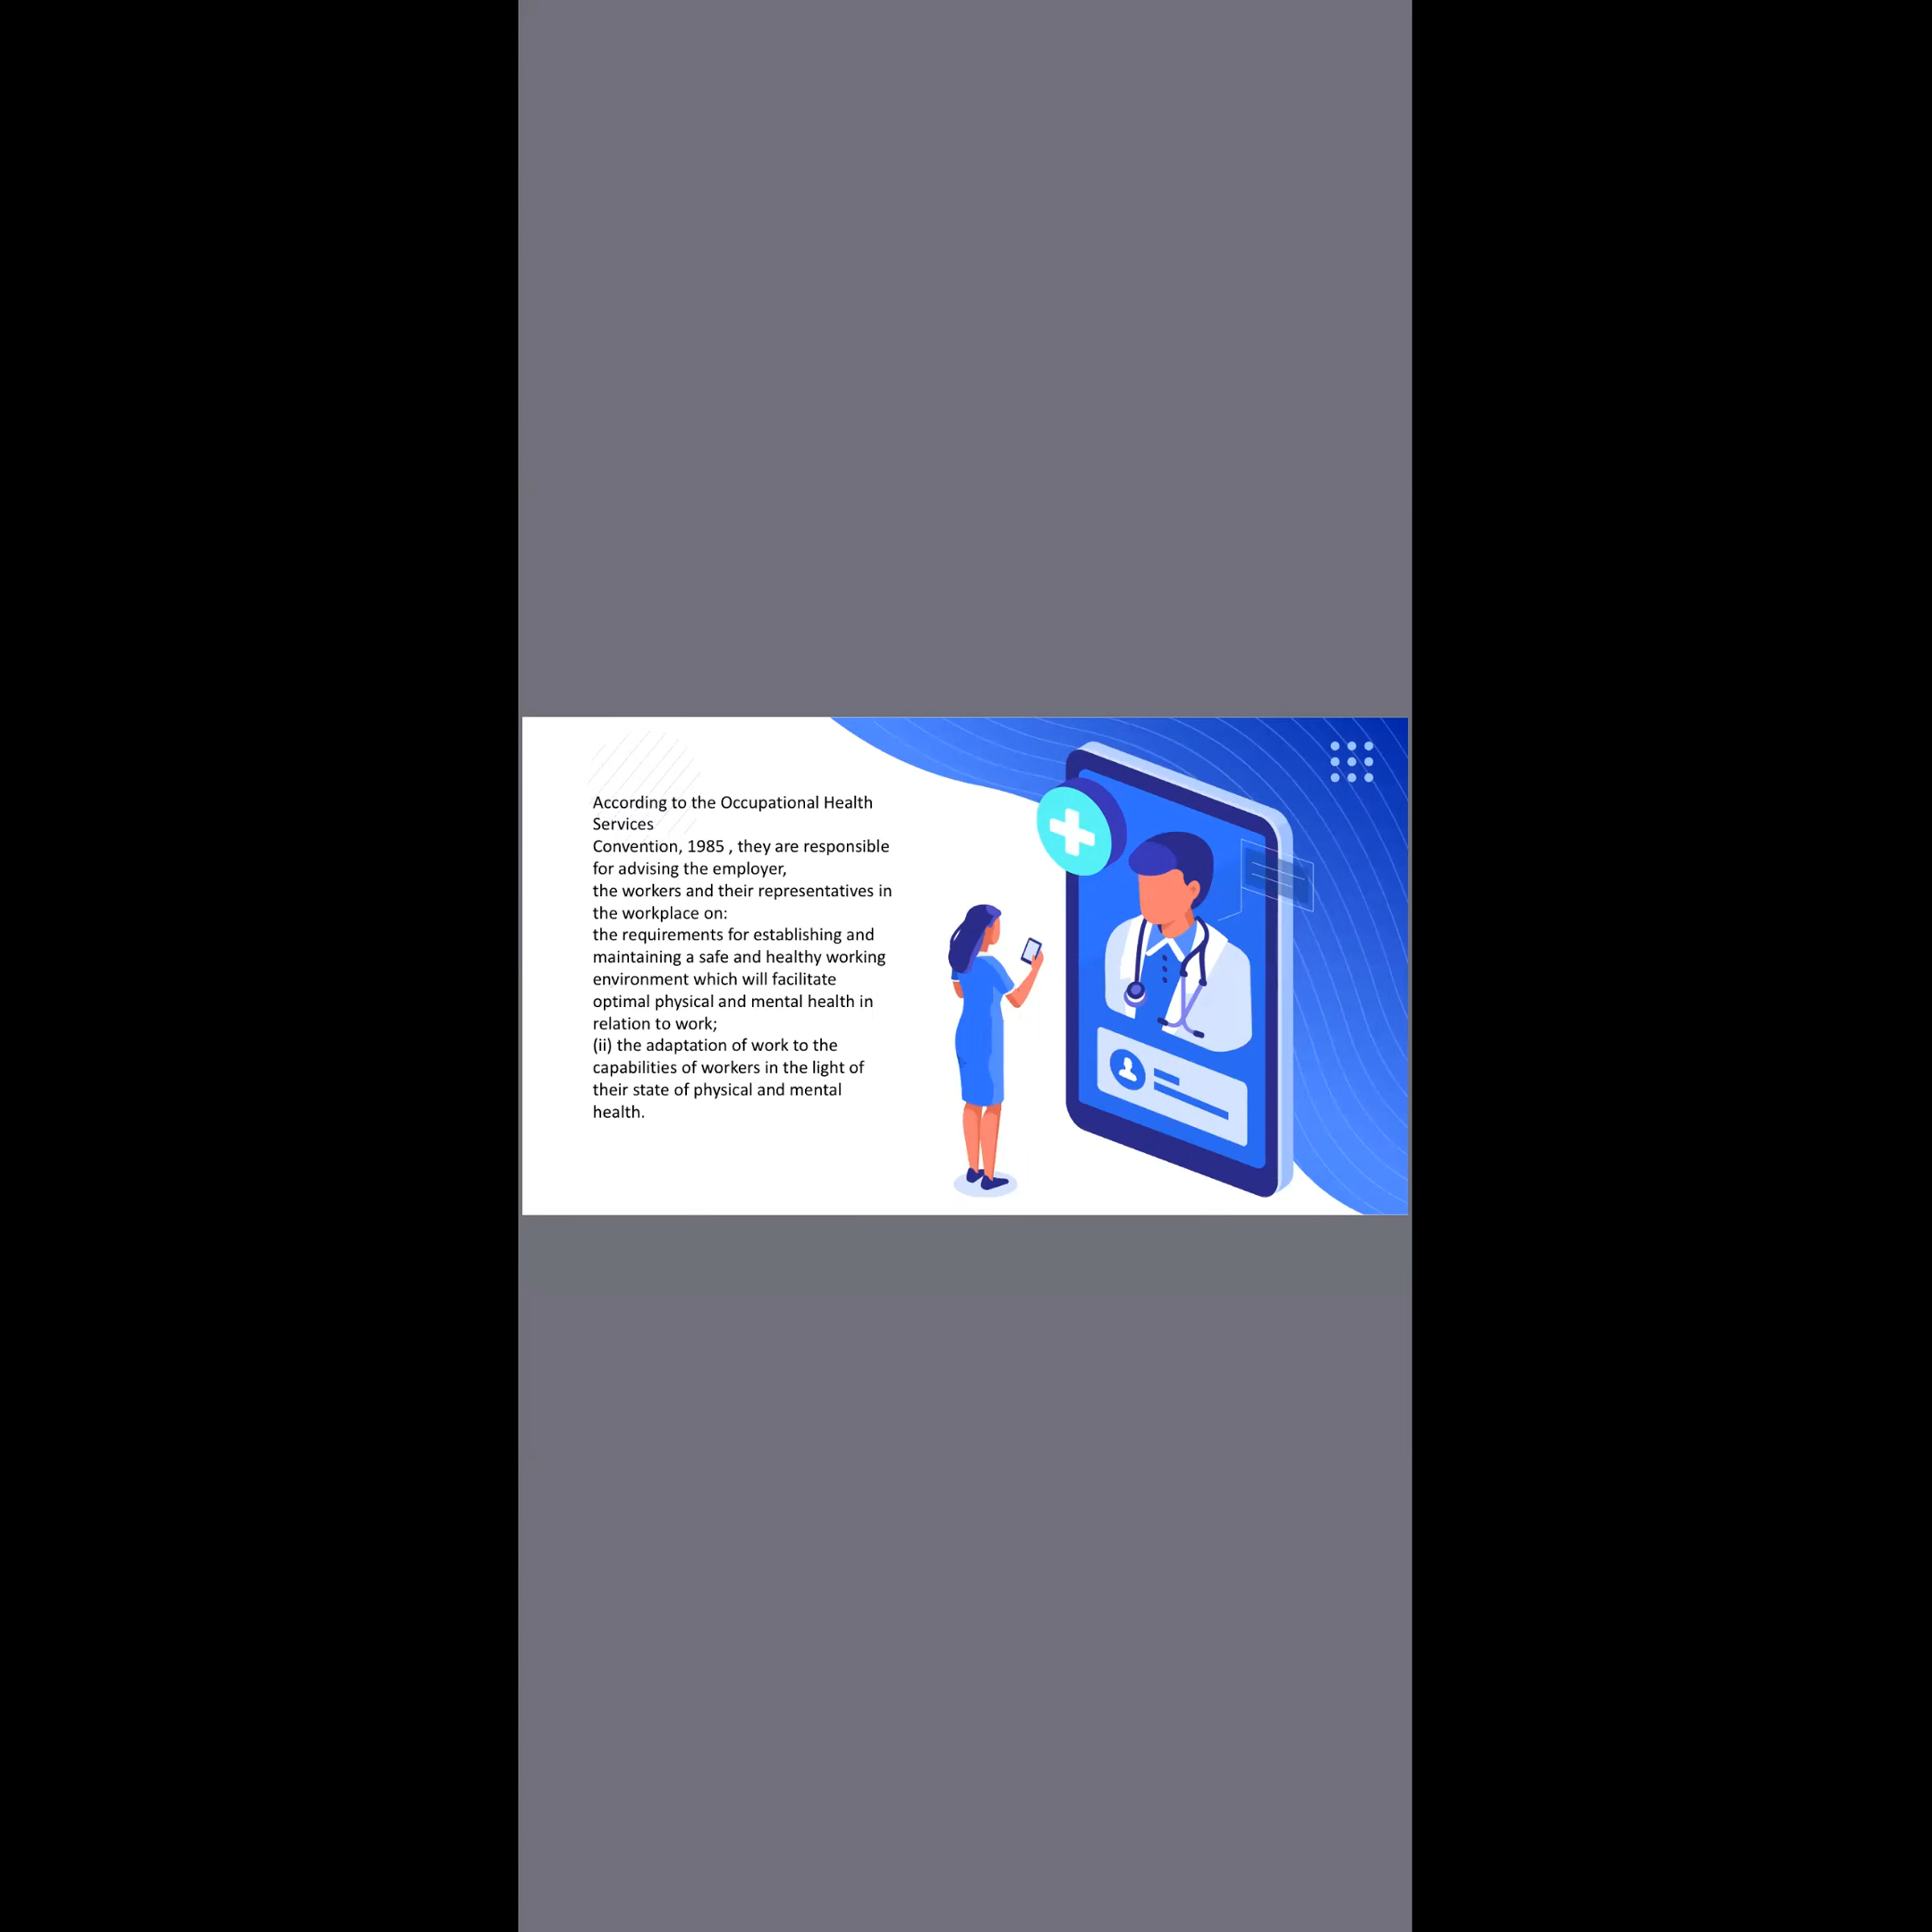 According to the Occupational Health
Services
Convention, 1985 , they are responsible
for advising the employer,
the workers and their representatives in
the workplace on:
the requirements for establishing and
maintaining a safe and healthy working
environment which will facilitate
optimal physical and mental health in
relation to work;
(ii) the adaptation of work to the
capabilities of workers in the light of
their state of physical and mental
health.